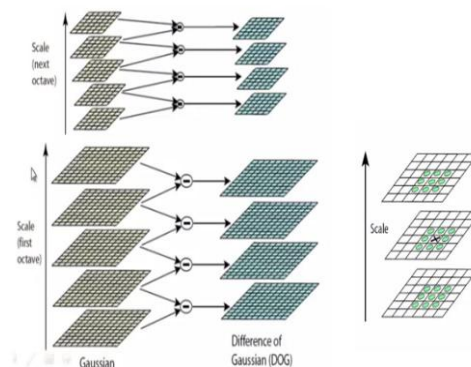 Scale
(next
octave)
Scale
(first
octave)
Gaussian
Difference of
Gaussian (DOG)
Scale